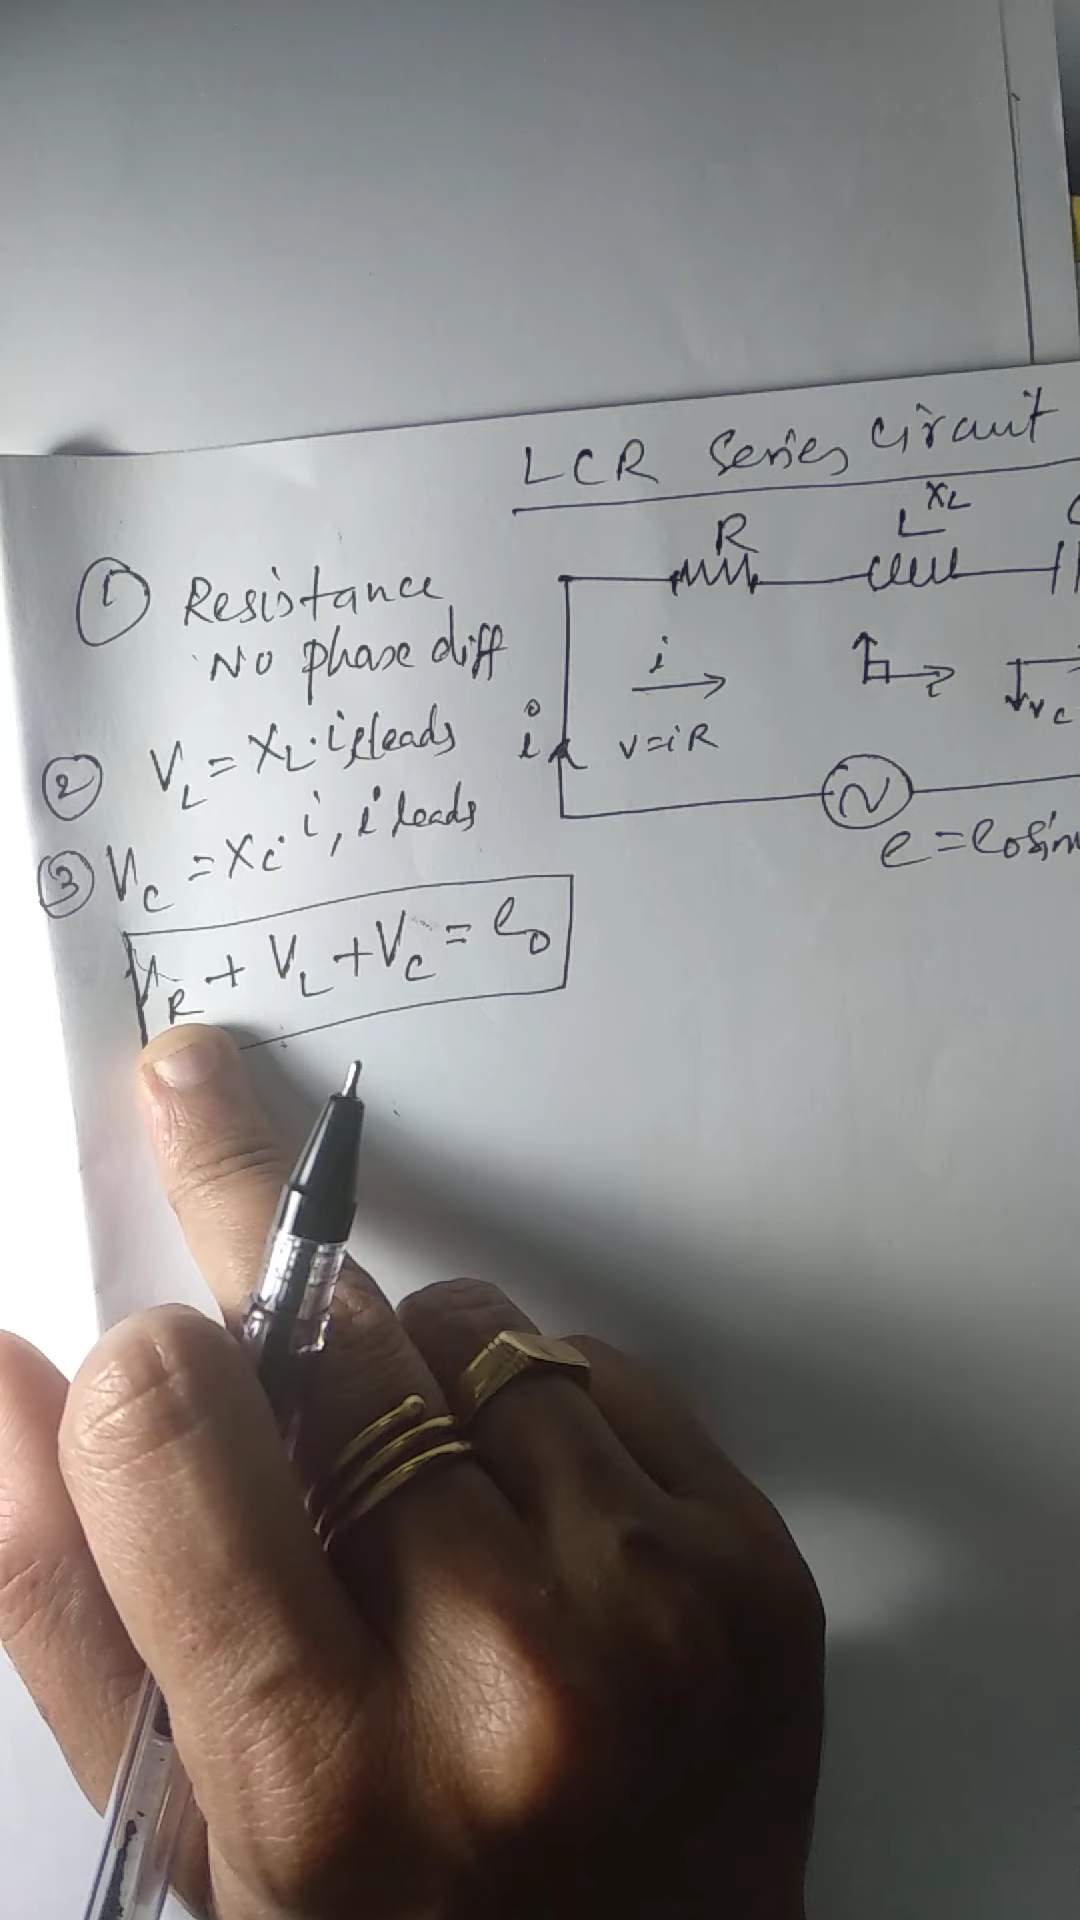 LCR Series Circuit
R L XL
① Resistance
No phase diff
i
② VL = XL · i, e leads
i v = iR
Vc
③ Vc = Xc · i, i leads
e = e0 sin
VR + VL + Vc = e0